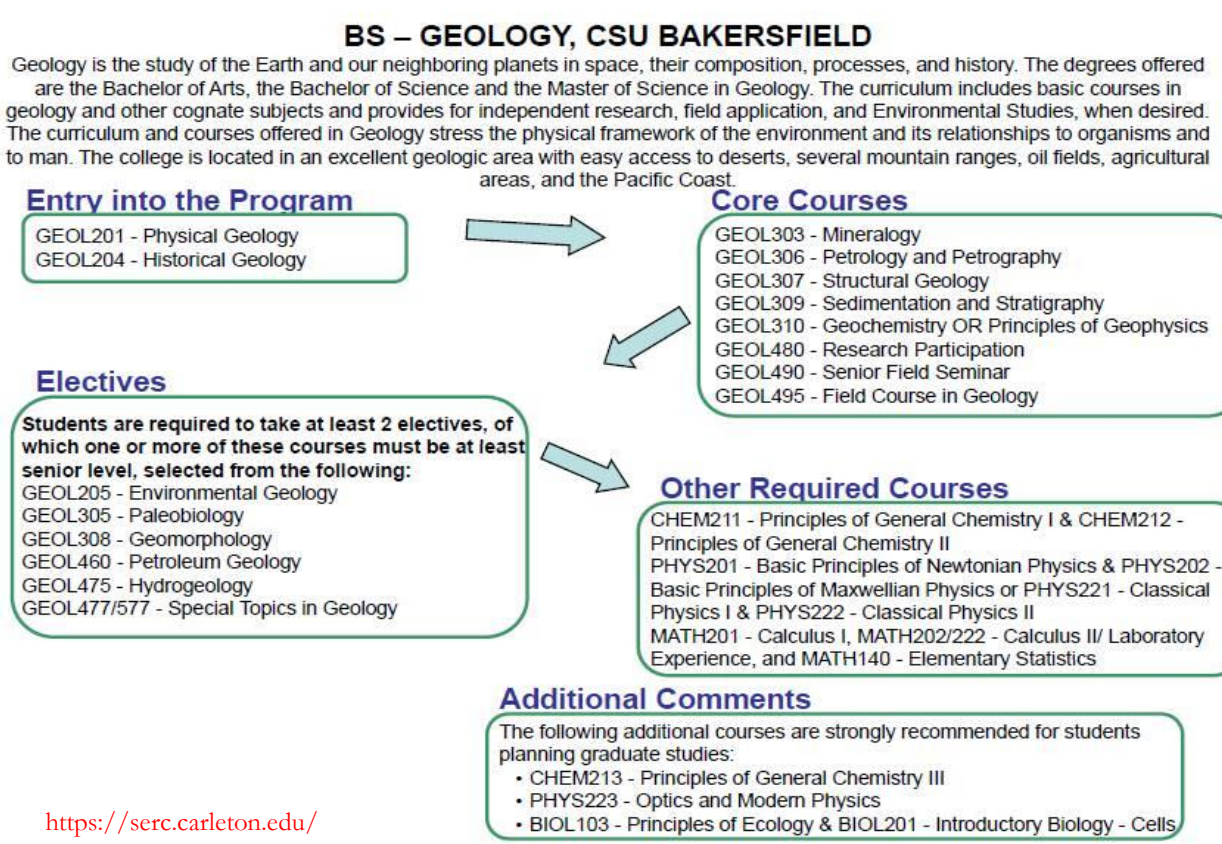 BS – GEOLOGY, CSU BAKERSFIELD
Geology is the study of the Earth and our neighboring planets in space, their composition, processes, and history. The degrees offered
are the Bachelor of Arts, the Bachelor of Science and the Master of Science in Geology. The curriculum includes basic courses in
geology and other cognate subjects and provides for independent research, field application, and Environmental Studies, when desired.
The curriculum and courses offered in Geology stress the physical framework of the environment and its relationships to organisms and
to man. The college is located in an excellent geologic area with easy access to deserts, several mountain ranges, oil fields, agricultural
areas, and the Pacific Coast.
Entry into the Program
GEOL201 - Physical Geology
GEOL204 - Historical Geology
Core Courses
GEOL303 - Mineralogy
GEOL306 - Petrology and Petrography
GEOL307 - Structural Geology
GEOL309 - Sedimentation and Stratigraphy
GEOL310 - Geochemistry OR Principles of Geophysics
GEOL480 - Research Participation
GEOL490 - Senior Field Seminar
GEOL495 - Field Course in Geology
Electives
Students are required to take at least 2 electives, of
which one or more of these courses must be at least
senior level, selected from the following:
GEOL205 - Environmental Geology
GEOL305 - Paleobiology
GEOL308 - Geomorphology
GEOL460 - Petroleum Geology
GEOL475 - Hydrogeology
GEOL477/577 - Special Topics in Geology
Other Required Courses
CHEM211 - Principles of General Chemistry I & CHEM212 -
Principles of General Chemistry II
PHYS201 - Basic Principles of Newtonian Physics & PHYS202 -
Basic Principles of Maxwellian Physics or PHYS221 - Classical
Physics I & PHYS222 - Classical Physics II
MATH201 - Calculus I, MATH202/222 - Calculus II/ Laboratory
Experience, and MATH140 - Elementary Statistics
Additional Comments
The following additional courses are strongly recommended for students
planning graduate studies:
• CHEM213 - Principles of General Chemistry III
• PHYS223 - Optics and Modern Physics
• BIOL103 - Principles of Ecology & BIOL201 - Introductory Biology - Cells
https://serc.carleton.edu/